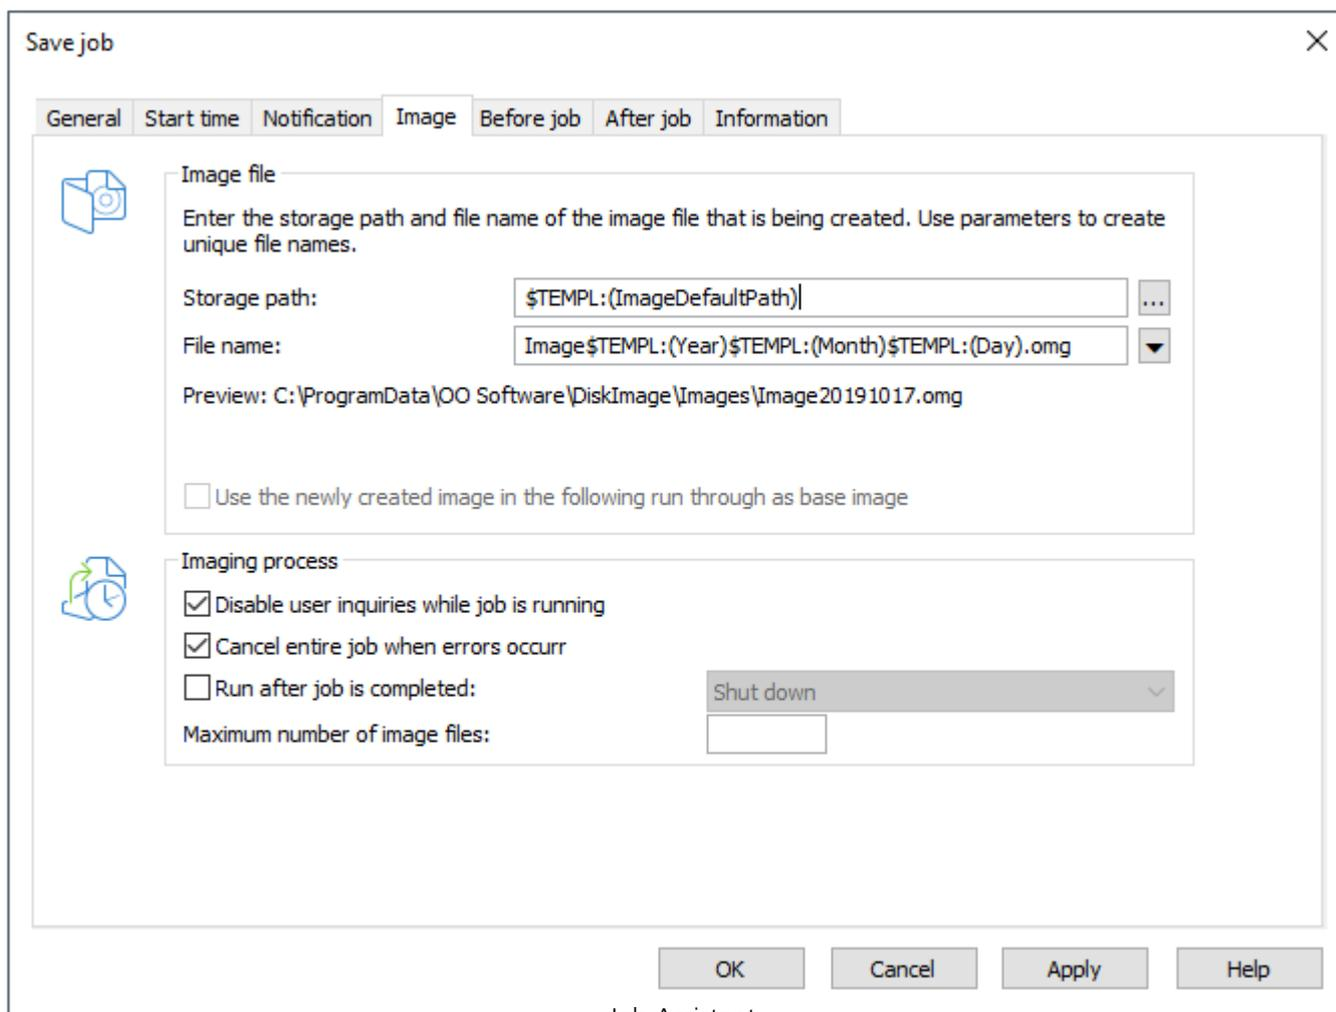 Save job
General Start time Notification Image Before job After job Information
Image file
Enter the storage path and file name of the image file that is being created. Use parameters to create
unique file names.
Storage path: $TEMPL:(ImageDefaultPath) ...
File name: Image$TEMPL:(Year)$TEMPL:(Month)$TEMPL:(Day).omg
Preview: C:\ProgramData\OO Software\DiskImage\Images\Image20191017.omg
Use the newly created image in the following run through as base image
Imaging process
Disable user inquiries while job is running
Cancel entire job when errors occurr
Run after job is completed: Shut down
Maximum number of image files:
OK Cancel Apply Help